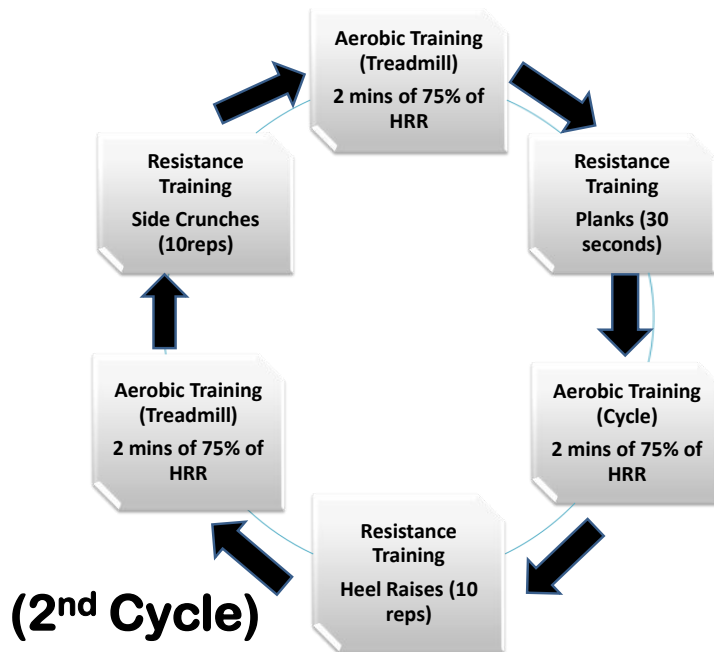 Aerobic Training
(Treadmill)
2 mins of 75% of
HRR
Resistance
Training
Planks (30
seconds)
Aerobic Training
(Cycle)
2 mins of 75% of
HRR
Resistance
Training
Heel Raises (10
reps)
Aerobic Training
(Treadmill)
2 mins of 75% of
HRR
Resistance
Training
Side Crunches
(10reps)
(2nd Cycle)